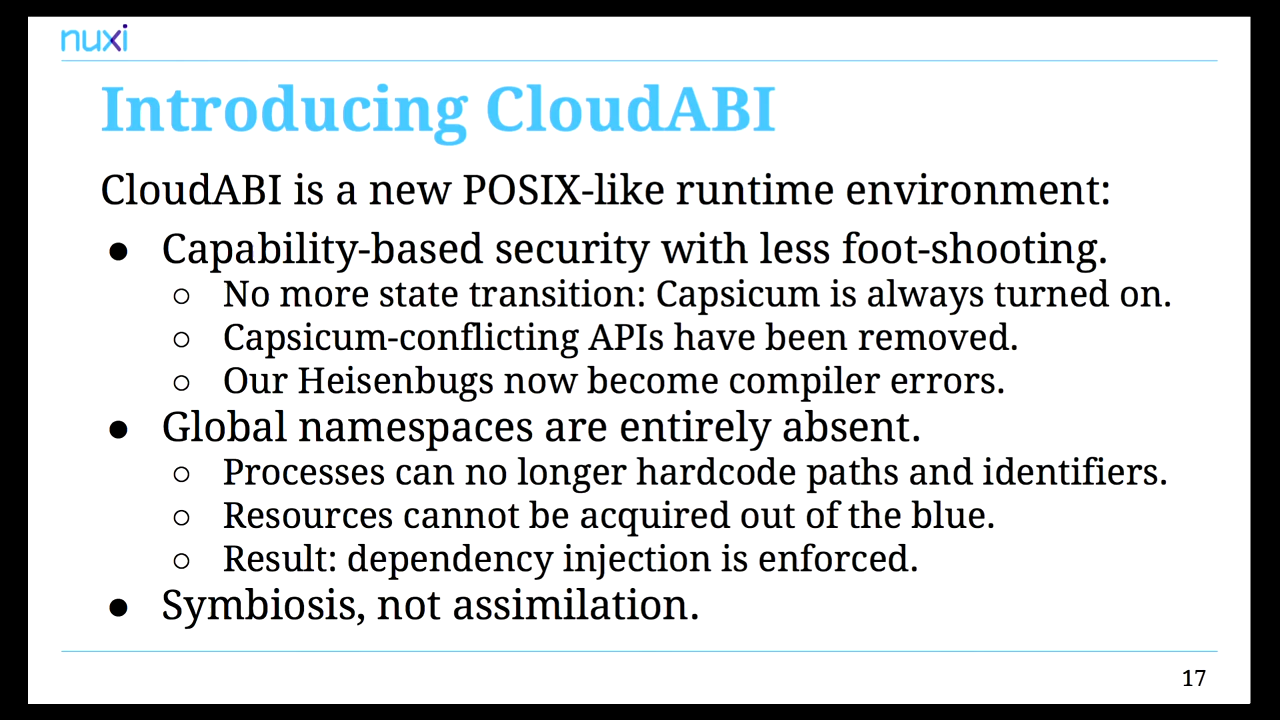 nuxi
Introducing CloudABI
CloudABI is a new POSIX-like runtime environment:
● Capability-based security with less foot-shooting.
○ No more state transition: Capsicum is always turned on.
○ Capsicum-conflicting APIs have been removed.
○ Our Heisenbugs now become compiler errors.
● Global namespaces are entirely absent.
○ Processes can no longer hardcode paths and identifiers.
○ Resources cannot be acquired out of the blue.
○ Result: dependency injection is enforced.
● Symbiosis, not assimilation.
17